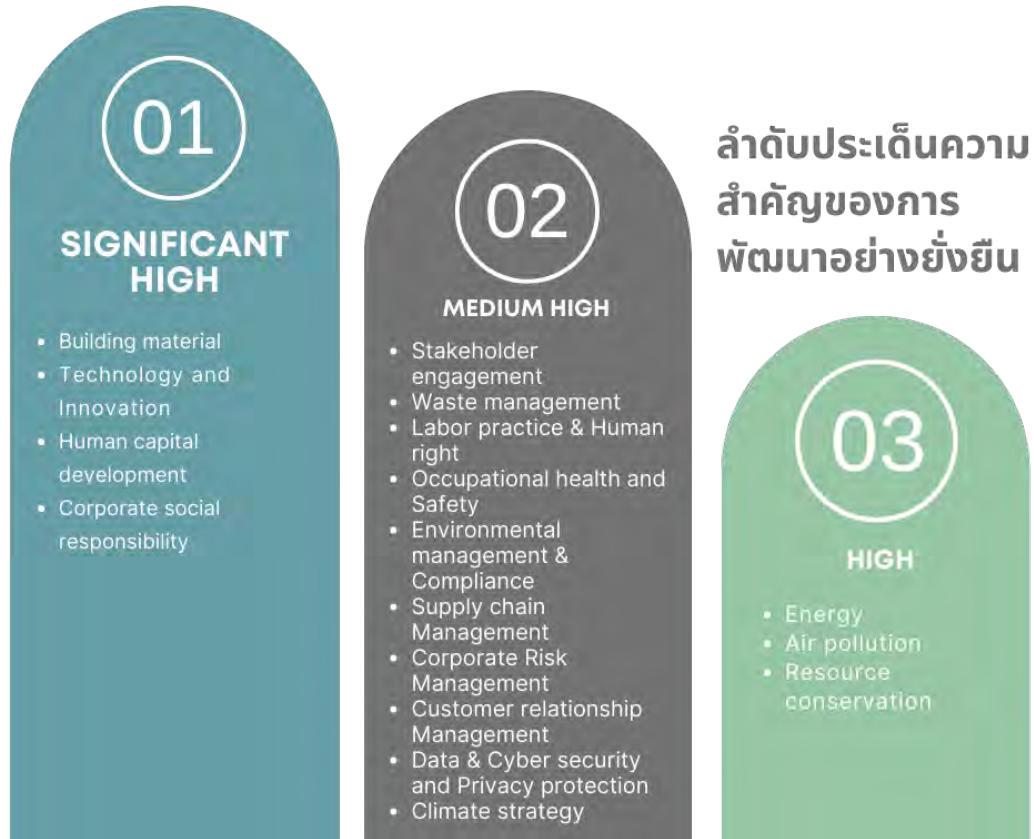 01
SIGNIFICANT
HIGH
• Building material
• Technology and
Innovation
• Human capital
development
• Corporate social
responsibility
02
MEDIUM HIGH
• Stakeholder
engagement
• Waste management
• Labor practice & Human
right
• Occupational health and
Safety
• Environmental
management &
Compliance
• Supply chain
Management
• Corporate Risk
Management
• Customer relationship
Management
• Data & Cyber security
and Privacy protection
• Climate strategy
ลำดับประเด็นความ
สำคัญของการ
พัฒนาอย่างยั่งยืน
03
HIGH
• Energy
• Air pollution
• Resource
conservation